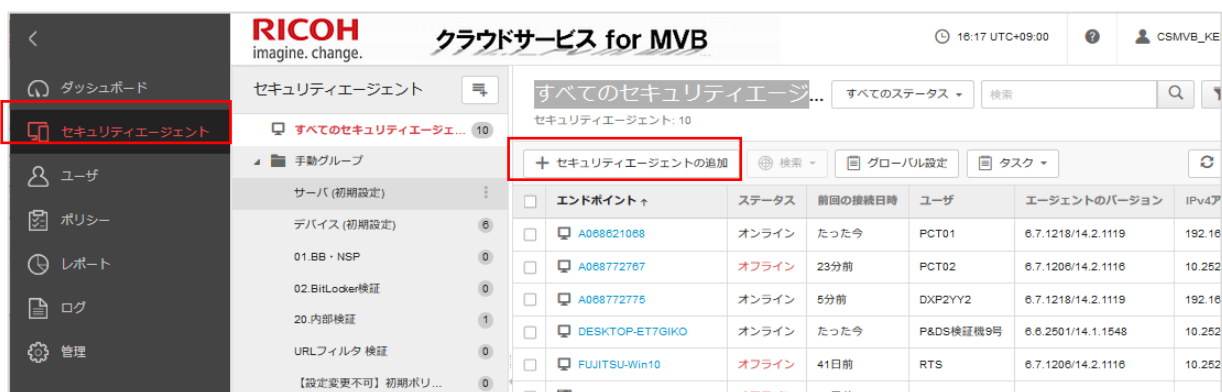 RICOH
imagine. change.
クラウドサービス for MVB
16:17 UTC+09:00
CSMVB_KE
ダッシュボード
セキュリティエージェント
ユーザ
ポリシー
レポート
ログ
管理
セキュリティエージェント
すべてのセキュリティエージェ... 10
手動グループ
サーバ (初期設定)
デバイス (初期設定) 6
01.BB・NSP 0
02.BitLocker検証 0
20.内部検証 1
URLフィルタ 検証 0
【設定変更不可】初期ポリ... 0
すべてのセキュリティエージ... すべてのステータス 検索
セキュリティエージェント: 10
セキュリティエージェントの追加 検索 グローバル設定 タスク
エンドポイント ↑ ステータス 前回の接続日時 ユーザ エージェントのバージョン IPv4ア
A068621068 オンライン たった今 PCT01 6.7.1218/14.2.1119 192.16
A068772767 オフライン 23分前 PCT02 6.7.1206/14.2.1116 10.252
A068772775 オンライン 5分前 DXP2YY2 6.7.1218/14.2.1119 192.16
DESKTOP-ET7GIKO オンライン たった今 P&DS検証機9号 6.6.2501/14.1.1548 10.252
FUJITSU-Win10 オフライン 41日前 RTS 6.7.1206/14.2.1116 10.252